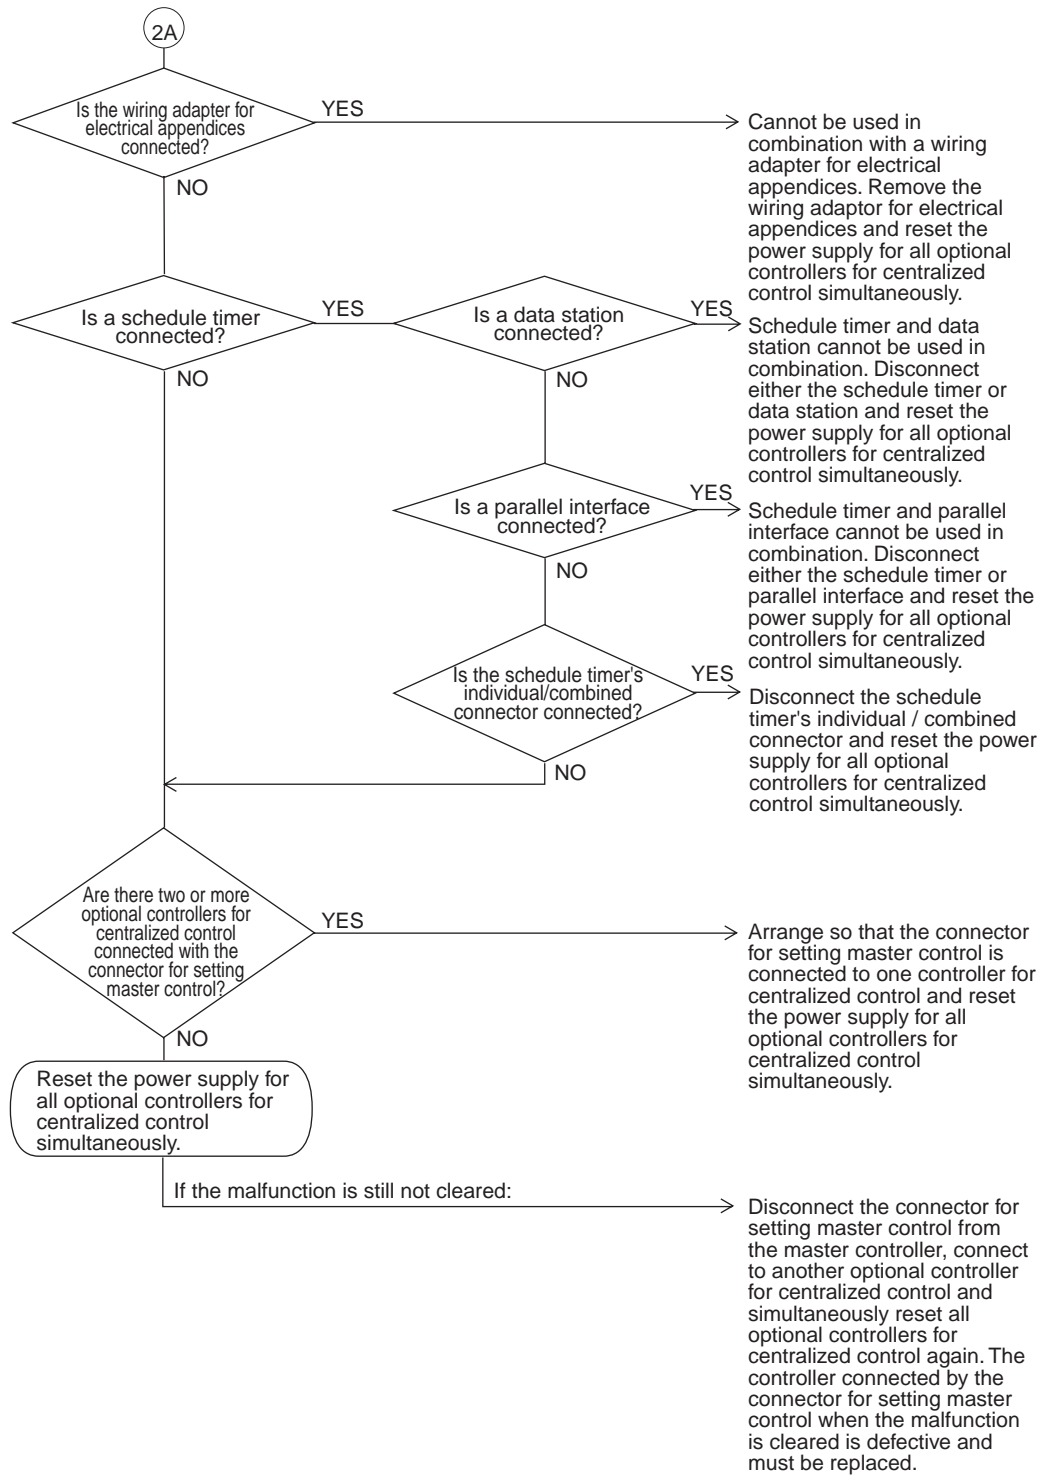 2A
Is the wiring adapter for
electrical appendices
connected?
YES
NO
Cannot be used in
combination with a wiring
adapter for electrical
appendices. Remove the
wiring adaptor for electrical
appendices and reset the
power supply for all optional
controllers for centralized
control simultaneously.
Is a schedule timer
connected?
YES
NO
Is a data station
connected?
YES
NO
Schedule timer and data
station cannot be used in
combination. Disconnect
either the schedule timer or
data station and reset the
power supply for all optional
controllers for centralized
control simultaneously.
Is a parallel interface
connected?
YES
NO
Schedule timer and parallel
interface cannot be used in
combination. Disconnect
either the schedule timer or
parallel interface and reset the
power supply for all optional
controllers for centralized
control simultaneously.
Is the schedule timer's
individual/combined
connector connected?
YES
NO
Disconnect the schedule
timer's individual / combined
connector and reset the power
supply for all optional
controllers for centralized
control simultaneously.
Are there two or more
optional controllers for
centralized control
connected with the
connector for setting
master control?
YES
NO
Arrange so that the connector
for setting master control is
connected to one controller for
centralized control and reset
the power supply for all
optional controllers for
centralized control
simultaneously.
Reset the power supply for
all optional controllers for
centralized control
simultaneously.
If the malfunction is still not cleared:
Disconnect the connector for
setting master control from
the master controller, connect
to another optional controller
for centralized control and
simultaneously reset all
optional controllers for
centralized control again. The
controller connected by the
connector for setting master
control when the malfunction
is cleared is defective and
must be replaced.